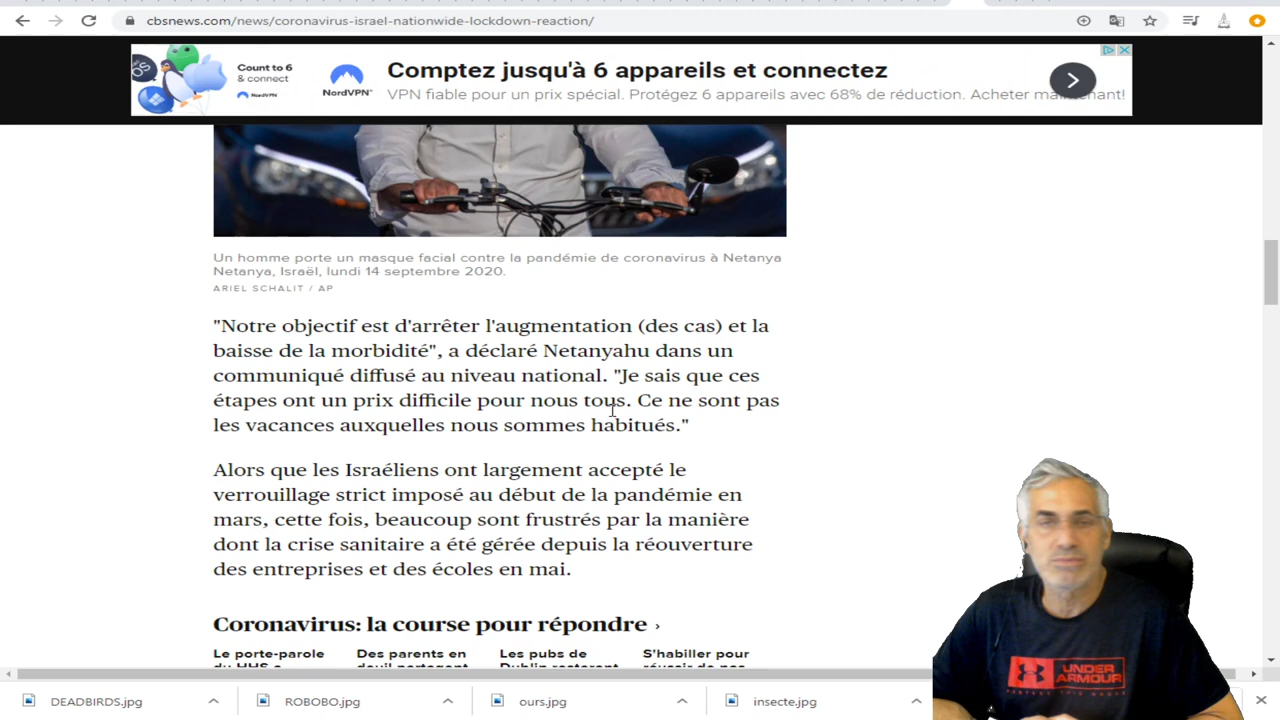 cbsnews.com/news/coronavirus-israel-nationwide-lockdown-reaction/
Count to 6
& connect
NordVPN
NordVPN
Comptez jusqu'à 6 appareils et connectez
VPN fiable pour un prix spécial. Protégez 6 appareils avec 68% de réduction. Acheter maintenant!
Un homme porte un masque facial contre la pandémie de coronavirus à Netanya
Netanya, Israël, lundi 14 septembre 2020.
ARIEL SCHALIT / AP
"Notre objectif est d'arrêter l'augmentation (des cas) et la
baisse de la morbidité", a déclaré Netanyahu dans un
communiqué diffusé au niveau national. "Je sais que ces
étapes ont un prix difficile pour nous tous. Ce ne sont pas
les vacances auxquelles nous sommes habitués."
Alors que les Israéliens ont largement accepté le
verrouillage strict imposé au début de la pandémie en
mars, cette fois, beaucoup sont frustrés par la manière
dont la crise sanitaire a été gérée depuis la réouverture
des entreprises et des écoles en mai.
Coronavirus: la course pour répondre ›
Le porte-parole
Des parents en
Les pubs de
S'habiller pour
UNDER
ARMOUR
DEADBIRDS.jpg
ROBOBO.jpg
ours.jpg
insecte.jpg